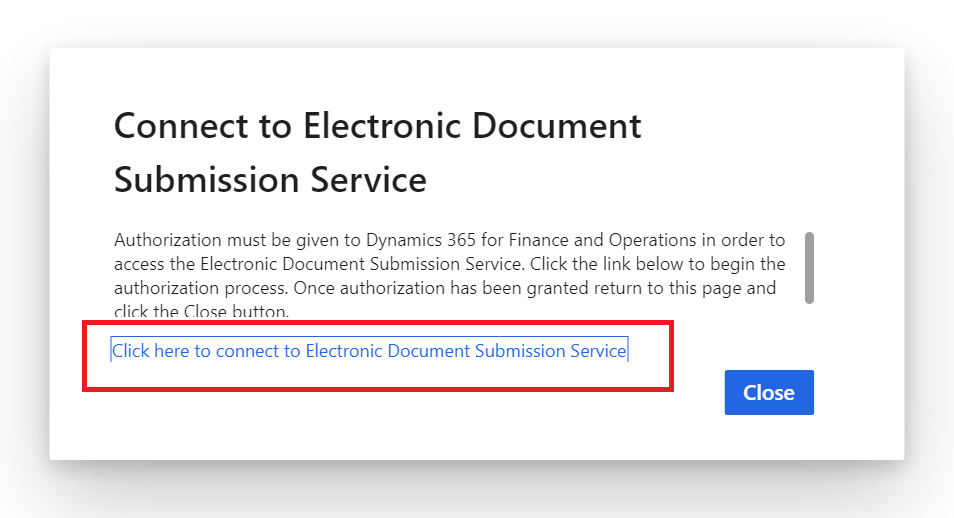 Connect to Electronic Document
Submission Service
Authorization must be given to Dynamics 365 for Finance and Operations in order to
access the Electronic Document Submission Service. Click the link below to begin the
authorization process. Once authorization has been granted return to this page and
click the Close button.
Click here to connect to Electronic Document Submission Service
Close